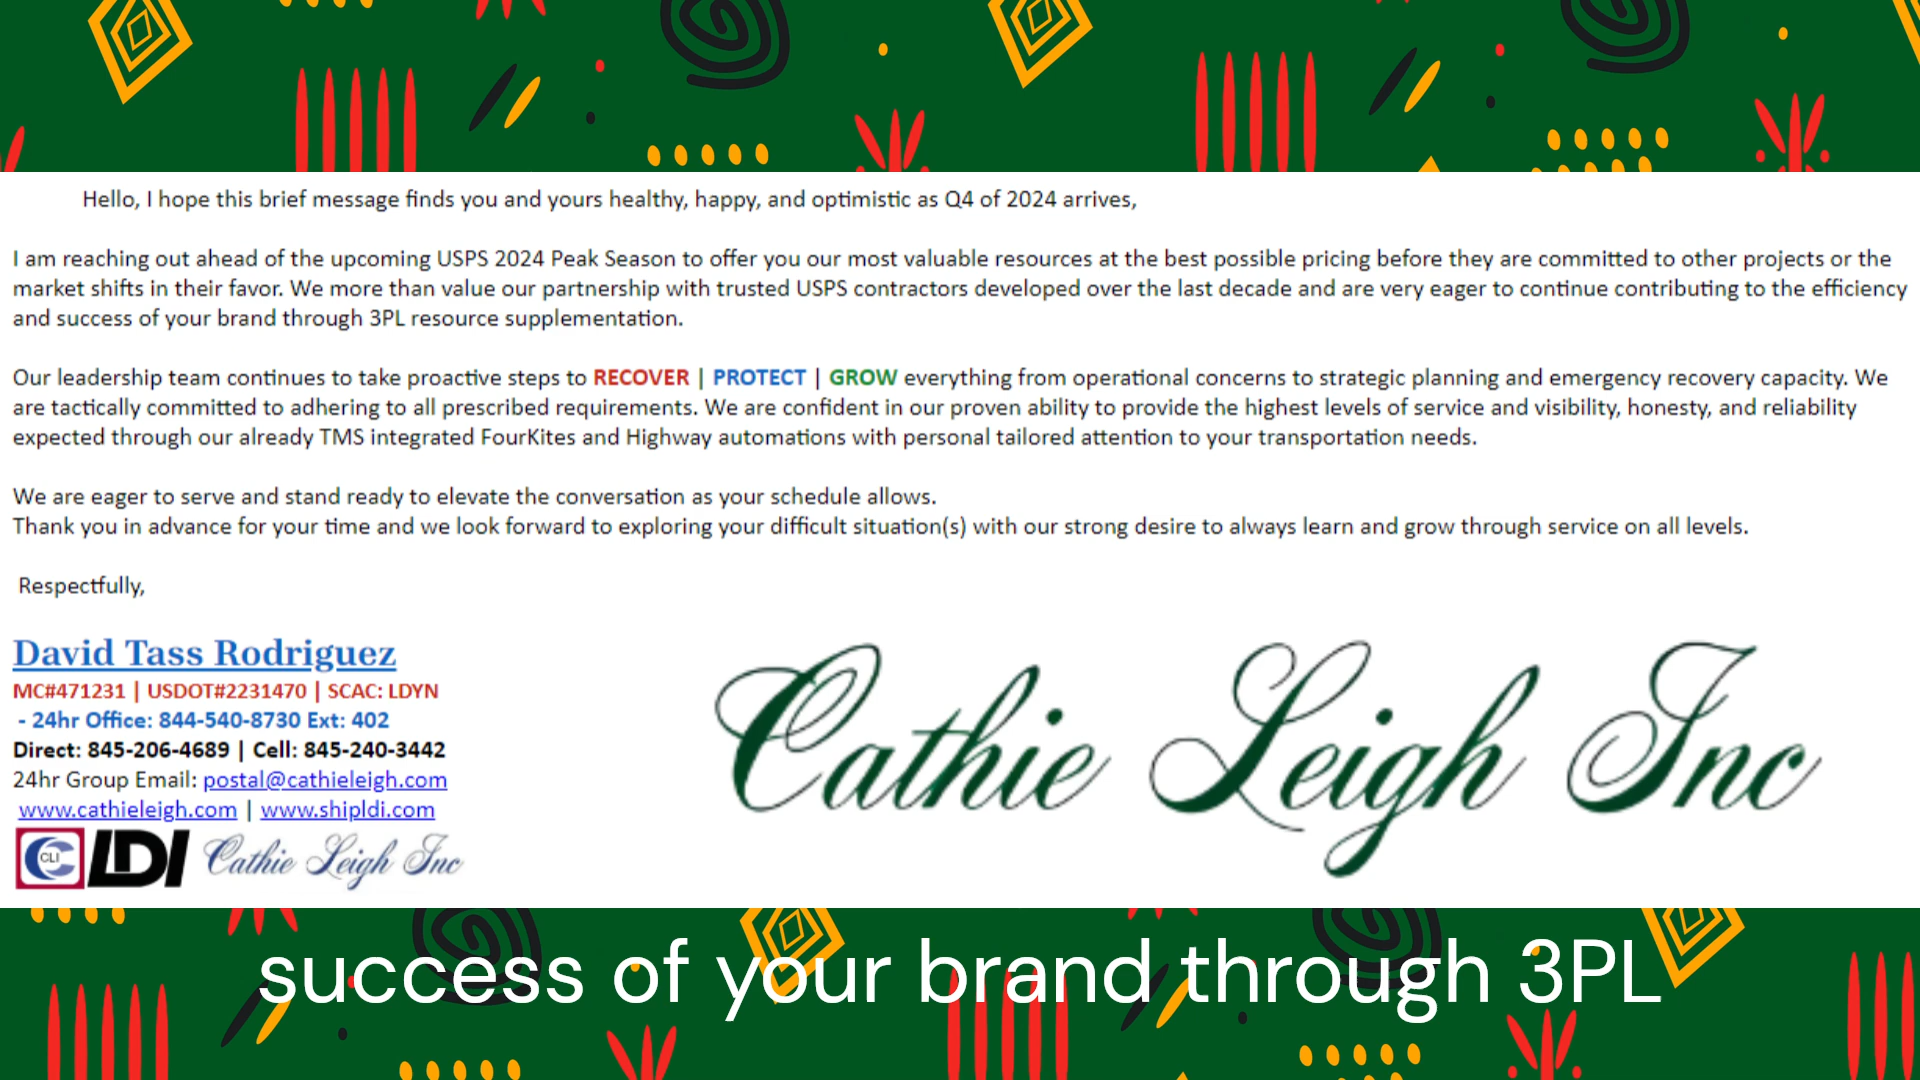 Hello, I hope this brief message finds you and yours healthy, happy, and optimistic as Q4 of 2024 arrives,
I am reaching out ahead of the upcoming USPS 2024 Peak Season to offer you our most valuable resources at the best possible pricing before they are committed to other projects or the
market shifts in their favor. We more than value our partnership with trusted USPS contractors developed over the last decade and are very eager to continue contributing to the efficiency
and success of your brand through 3PL resource supplementation.
Our leadership team continues to take proactive steps to RECOVER | PROTECT | GROW everything from operational concerns to strategic planning and emergency recovery capacity. We
are tactically committed to adhering to all prescribed requirements. We are confident in our proven ability to provide the highest levels of service and visibility, honesty, and reliability
expected through our already TMS integrated FourKites and Highway automations with personal tailored attention to your transportation needs.
We are eager to serve and stand ready to elevate the conversation as your schedule allows.
Thank you in advance for your time and we look forward to exploring your difficult situation(s) with our strong desire to always learn and grow through service on all levels.
Respectfully,
David Tass Rodriguez
MC#471231 | USDOT#2231470 | SCAC: LDYN
- 24hr Office: 844-540-8730 Ext: 402
Direct: 845-206-4689 | Cell: 845-240-3442
24hr Group Email: postal@cathieleigh.com
www.cathieleigh.com | www.shipldi.com
CLI LDI Cathie Leigh Inc
Cathie Leigh Inc
success of your brand through 3PL